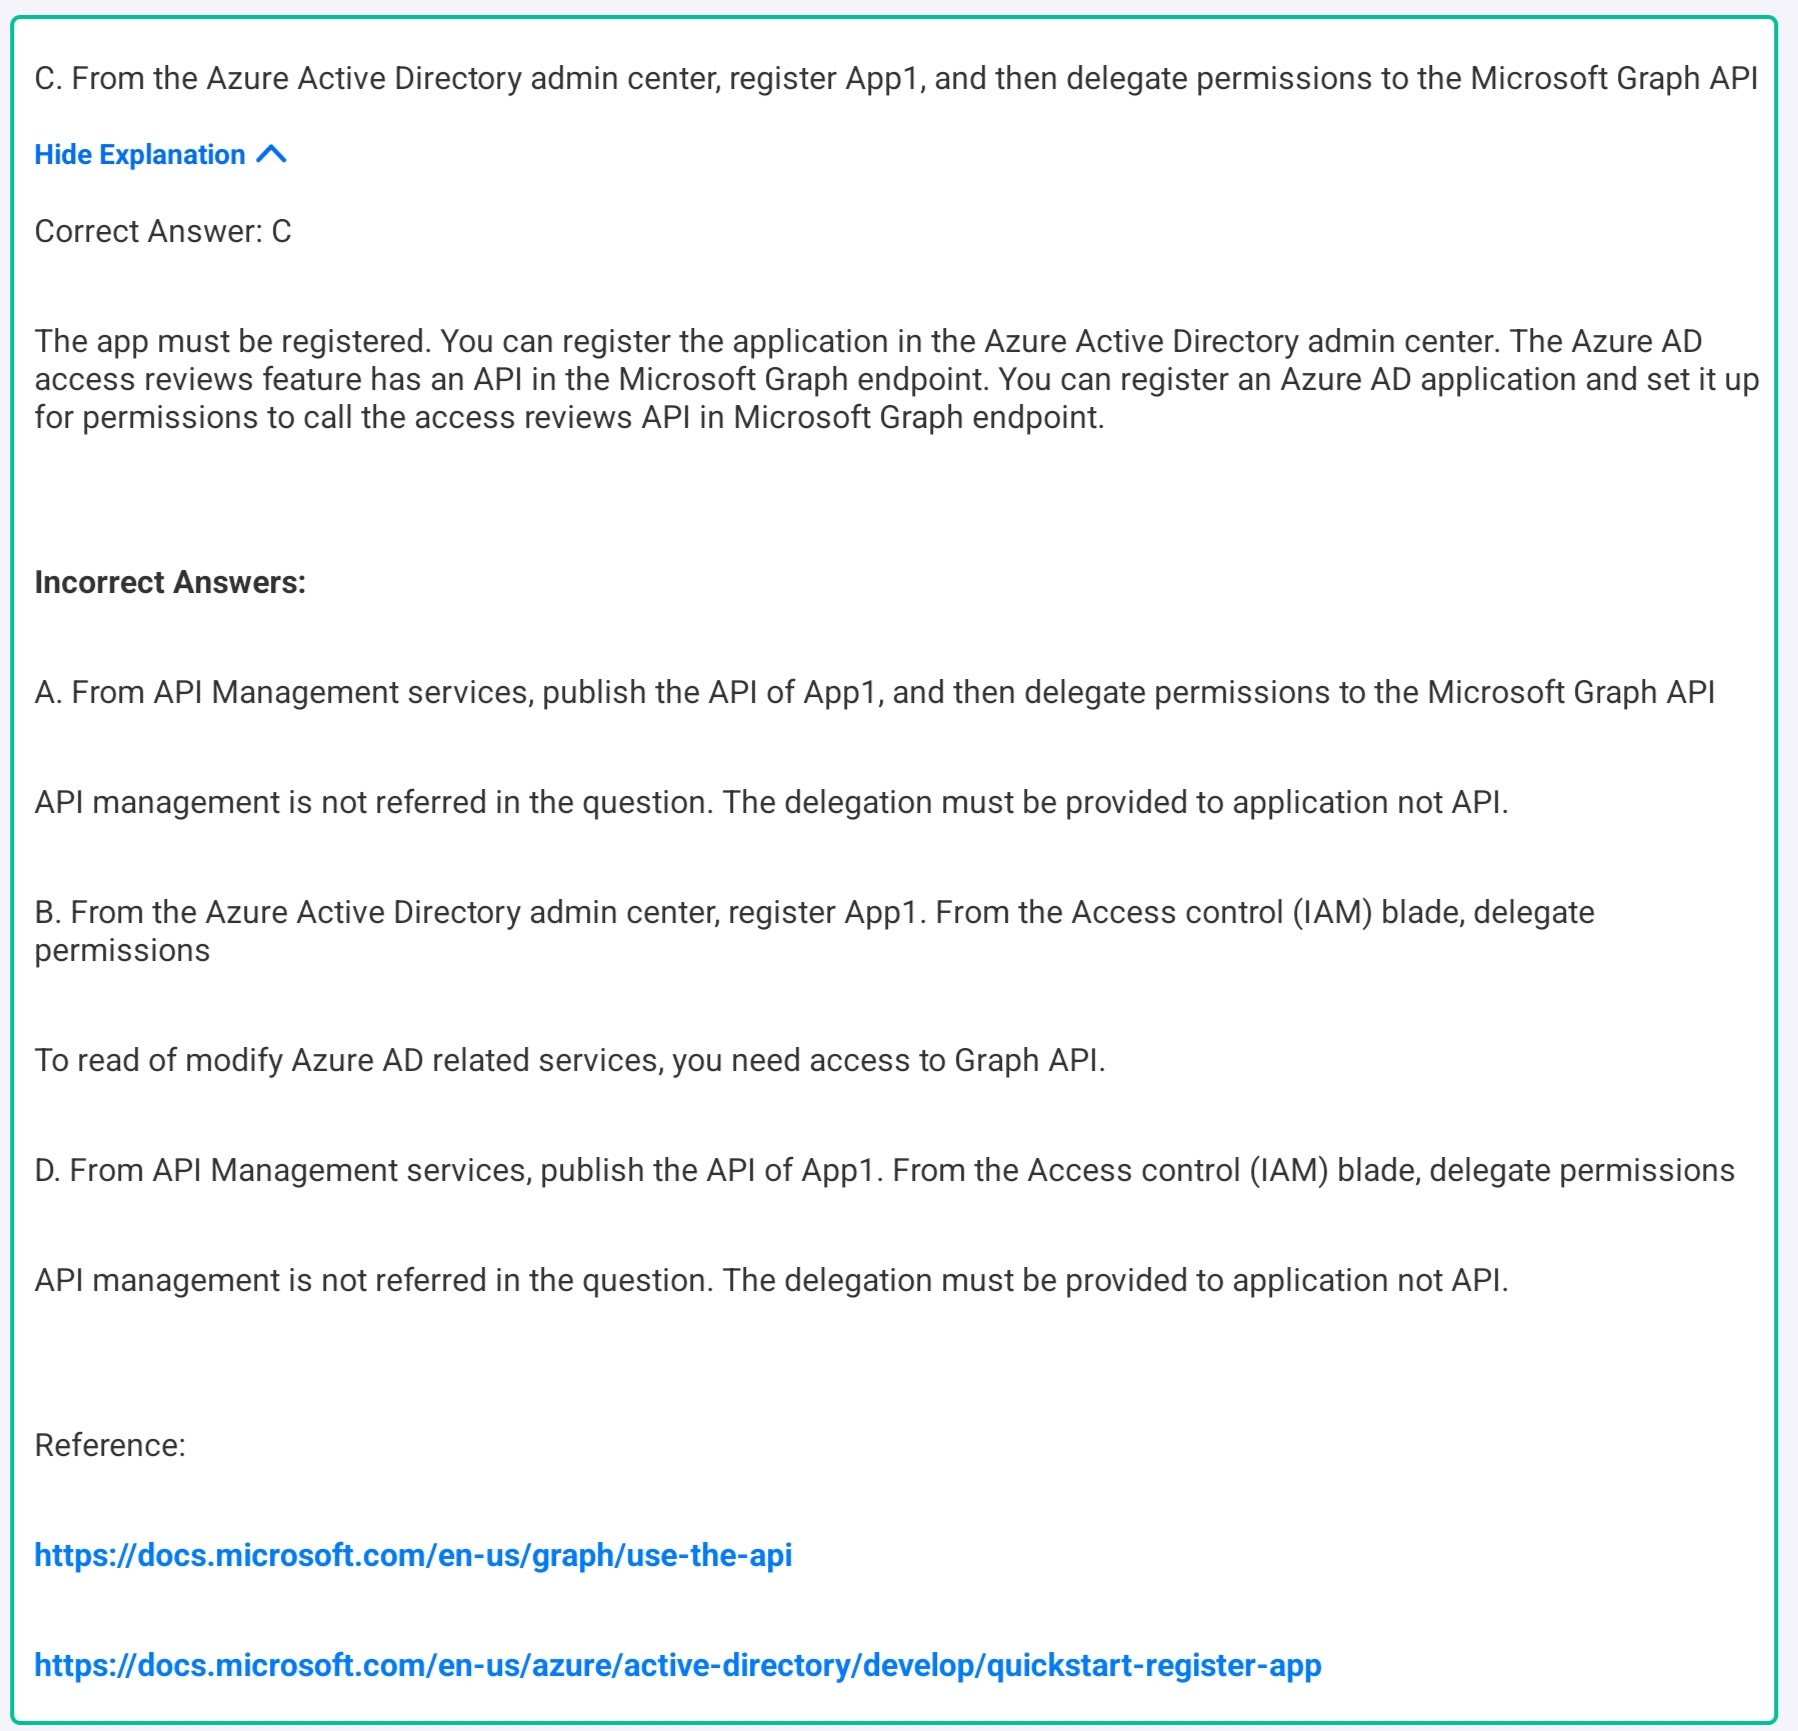 C. From the Azure Active Directory admin center, register App1, and then delegate permissions to the Microsoft Graph API
Hide Explanation
Correct Answer: C
The app must be registered. You can register the application in the Azure Active Directory admin center. The Azure AD
access reviews feature has an API in the Microsoft Graph endpoint. You can register an Azure AD application and set it up
for permissions to call the access reviews API in Microsoft Graph endpoint.
Incorrect Answers:
A. From API Management services, publish the API of App1, and then delegate permissions to the Microsoft Graph API
API management is not referred in the question. The delegation must be provided to application not API.
B. From the Azure Active Directory admin center, register App1. From the Access control (IAM) blade, delegate
permissions
To read of modify Azure AD related services, you need access to Graph API.
D. From API Management services, publish the API of App1. From the Access control (IAM) blade, delegate permissions
API management is not referred in the question. The delegation must be provided to application not API.
Reference:
https://docs.microsoft.com/en-us/graph/use-the-api
https://docs.microsoft.com/en-us/azure/active-directory/develop/quickstart-register-app